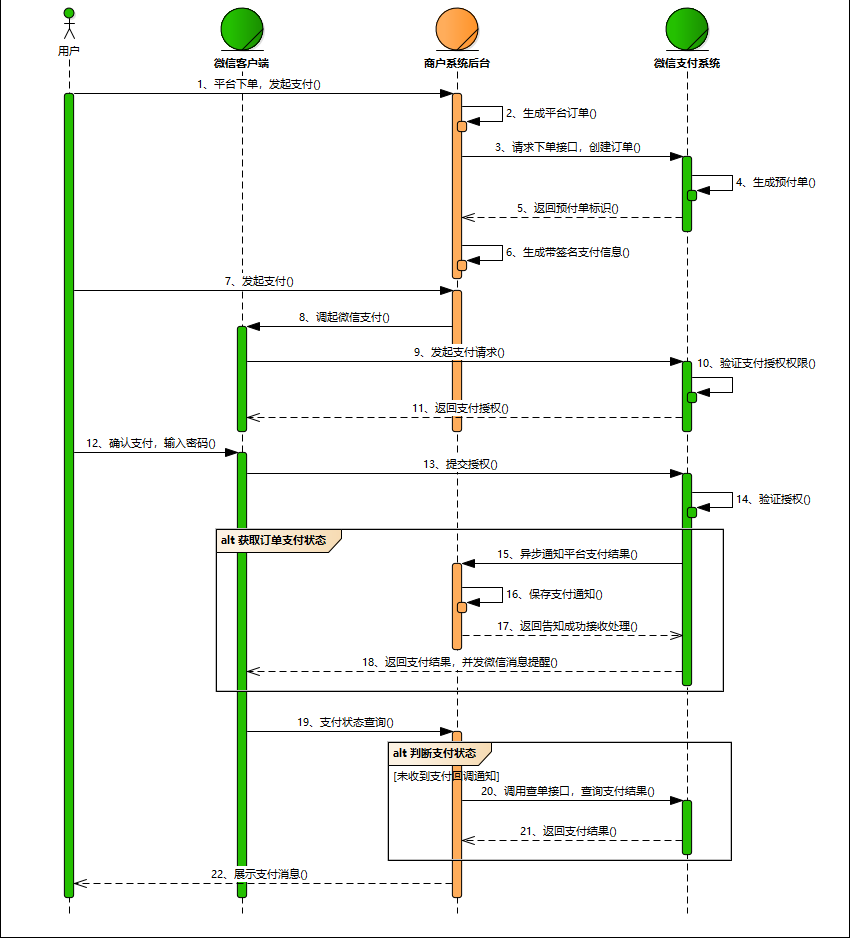 用户
微信客户端
商户系统后台
微信支付系统
1、平台下单，发起支付()
2、生成平台订单()
3、请求下单接口，创建订单()
4、生成预付单()
5、返回预付单标识()
6、生成带签名支付信息()
7、发起支付()
8、调起微信支付()
9、发起支付请求()
10、验证支付授权权限()
11、返回支付授权()
12、确认支付，输入密码()
13、提交授权()
14、验证授权()
alt 获取订单支付状态
15、异步通知平台支付结果()
16、保存支付通知()
17、返回告知成功接收处理()
18、返回支付结果，并发微信消息提醒()
19、支付状态查询()
alt 判断支付状态
[未收到支付回调通知]
20、调用查单接口，查询支付结果()
21、返回支付结果()
22、展示支付消息()